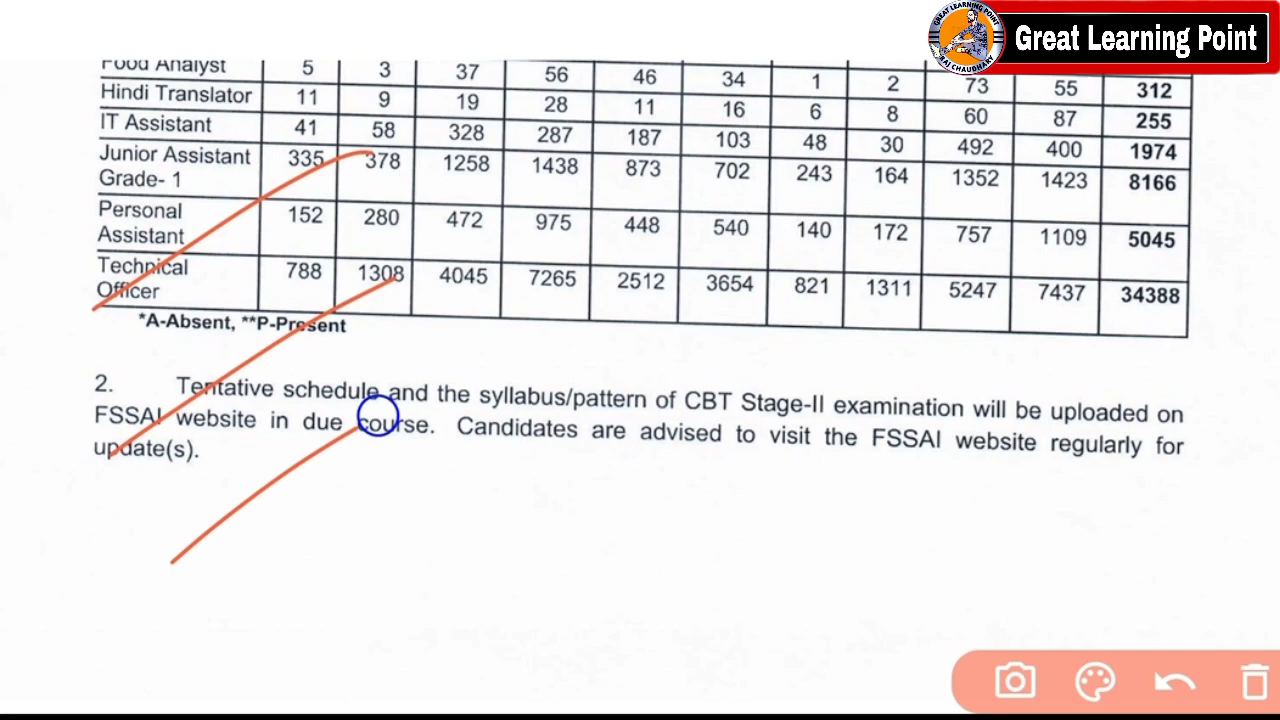 GREAT LEARNING POINT
RAJ CHAUDHARY
Great Learning Point
Food Analyst 5 3 37 56 46 34 1 2 73 55 312
Hindi Translator 11 9 19 28 11 16 6 8 60 87 255
IT Assistant 41 58 328 287 187 103 48 30 492 400 1974
Junior Assistant 335 378 1258 1438 873 702 243 164 1352 1423 8166
Grade- 1
Personal 152 280 472 975 448 540 140 172 757 1109 5045
Assistant
Technical 788 1308 4045 7265 2512 3654 821 1311 5247 7437 34388
Officer
*A-Absent, **P-Present
2. Tentative schedule and the syllabus/pattern of CBT Stage-II examination will be uploaded on
FSSAI website in due course. Candidates are advised to visit the FSSAI website regularly for
update(s).